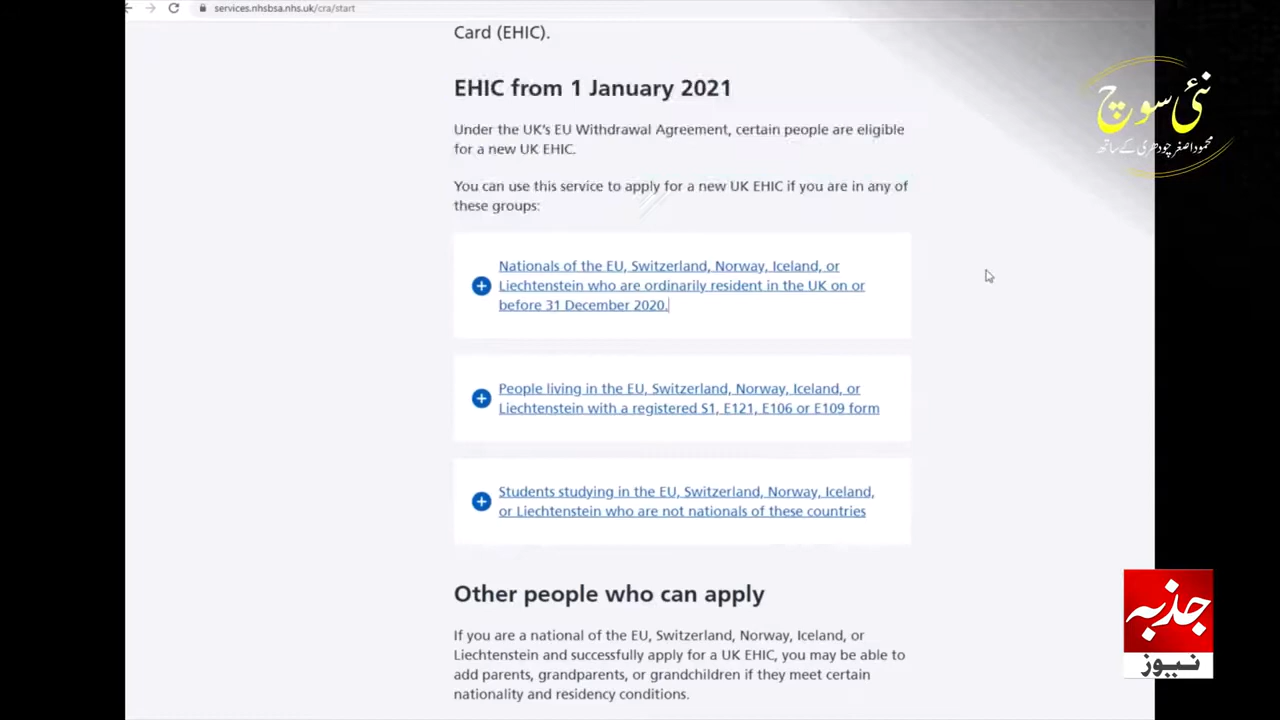 services.nhsbsa.nhs.uk/cra/start
Card (EHIC).
EHIC from 1 January 2021
Under the UK's EU Withdrawal Agreement, certain people are eligible
for a new UK EHIC.
You can use this service to apply for a new UK EHIC if you are in any of
these groups:
Nationals of the EU, Switzerland, Norway, Iceland, or
Liechtenstein who are ordinarily resident in the UK on or
before 31 December 2020.
People living in the EU, Switzerland, Norway, Iceland, or
Liechtenstein with a registered S1, E121, E106 or E109 form
Students studying in the EU, Switzerland, Norway, Iceland,
or Liechtenstein who are not nationals of these countries
Other people who can apply
If you are a national of the EU, Switzerland, Norway, Iceland, or
Liechtenstein and successfully apply for a UK EHIC, you may be able to
add parents, grandparents, or grandchildren if they meet certain
nationality and residency conditions.
نئی سوچ
محمود اصغر چودھری کے ساتھ
جذبہ
نیوز